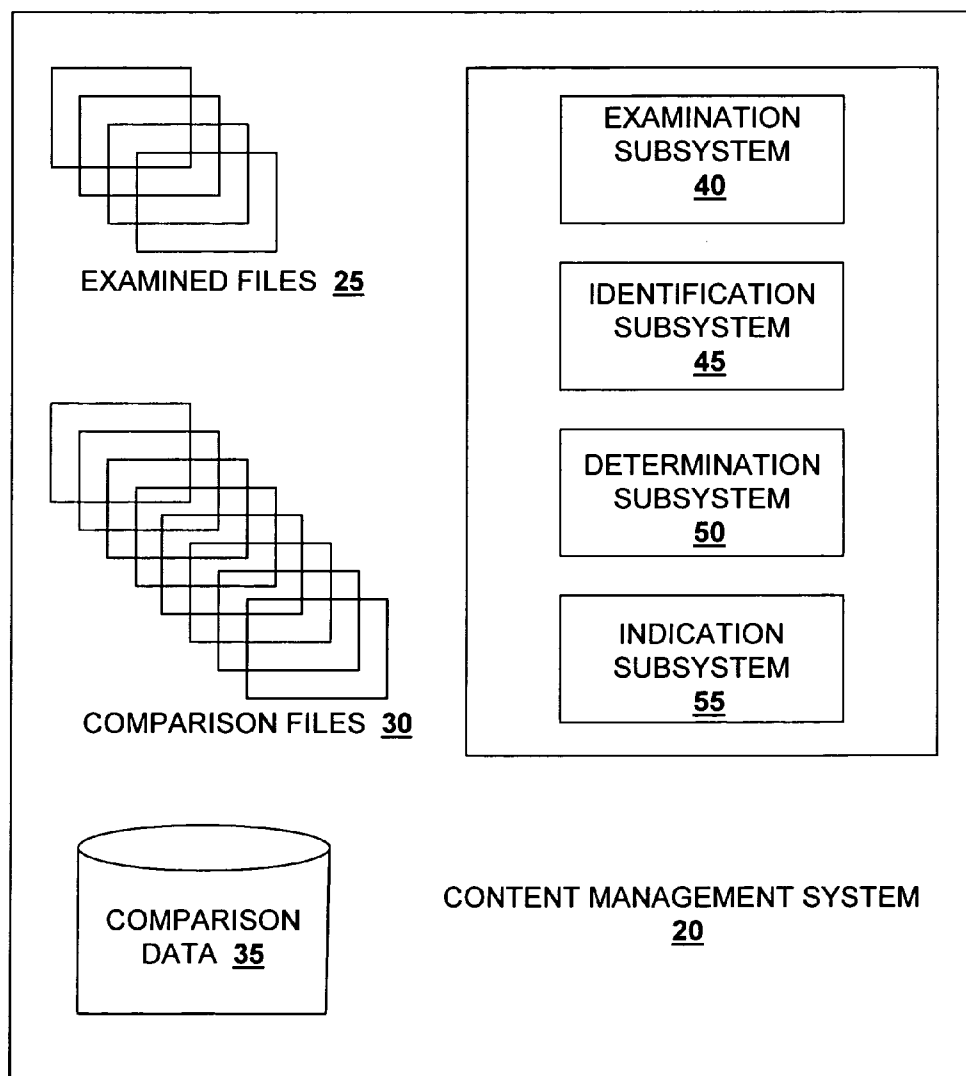 EXAMINED FILES 25
COMPARISON FILES 30
COMPARISON
DATA 35
EXAMINATION
SUBSYSTEM
40
IDENTIFICATION
SUBSYSTEM
45
DETERMINATION
SUBSYSTEM
50
INDICATION
SUBSYSTEM
55
CONTENT MANAGEMENT SYSTEM
20